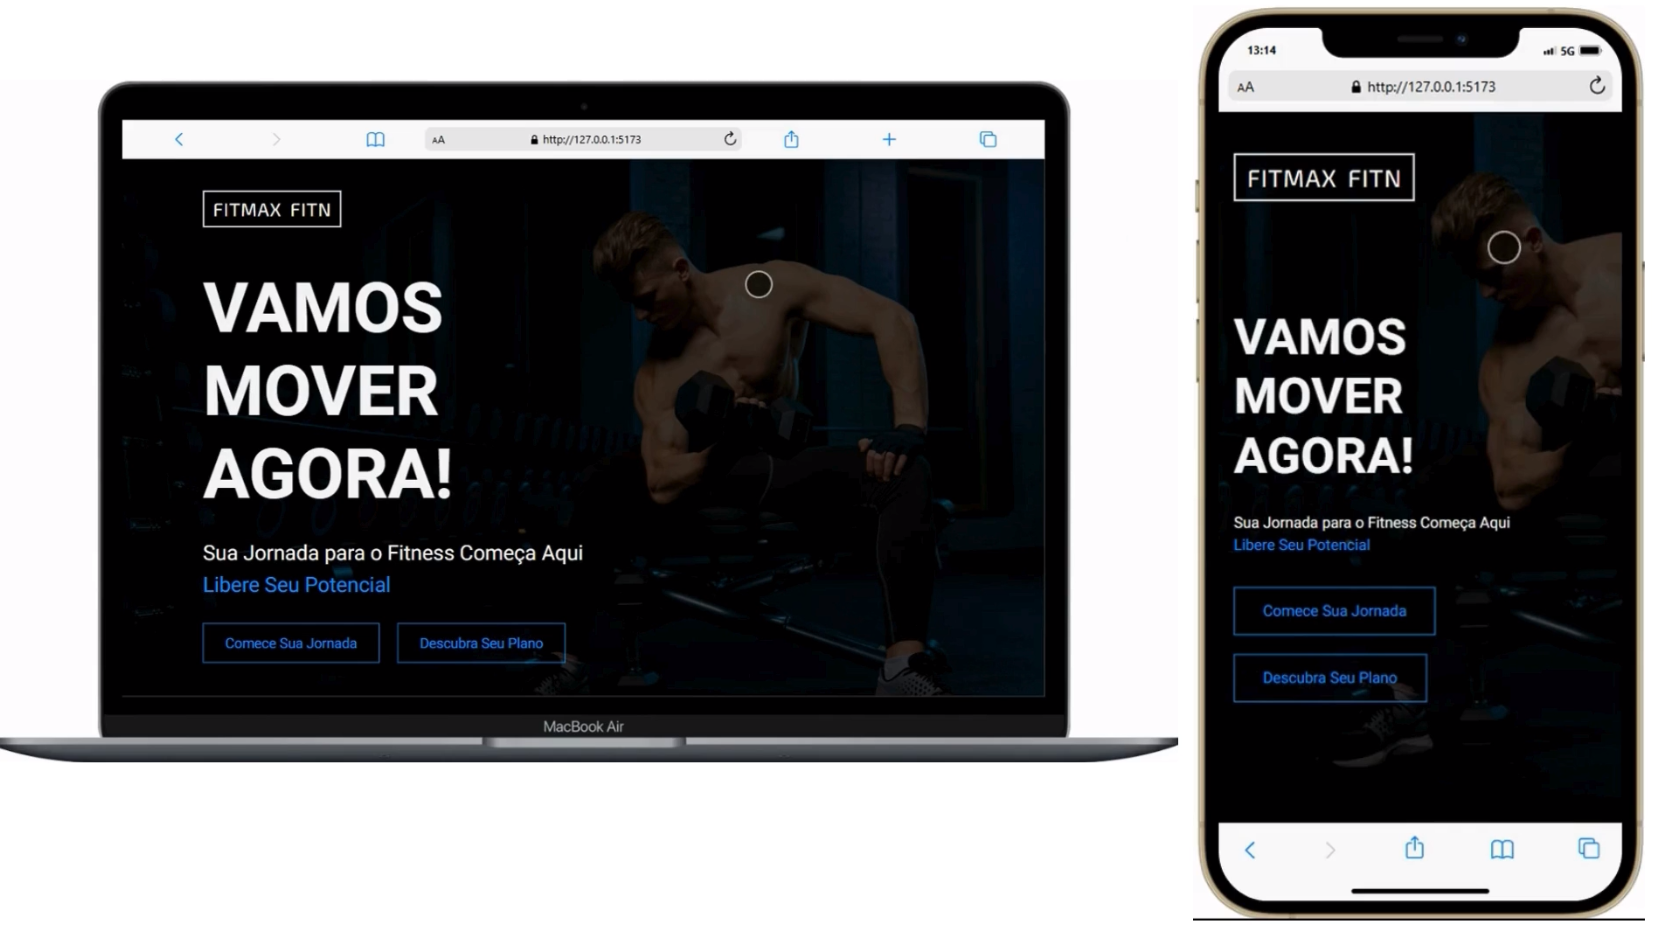 AA
http://127.0.0.1:5173
FITMAX FITN
VAMOS
MOVER
AGORA!
Sua Jornada para o Fitness Começa Aqui
Libere Seu Potencial
Comece Sua Jornada
Descubra Seu Plano
MacBook Air
13:14
5G
AA
http://127.0.0.1:5173
FITMAX FITN
VAMOS
MOVER
AGORA!
Sua Jornada para o Fitness Começa Aqui
Libere Seu Potencial
Comece Sua Jornada
Descubra Seu Plano